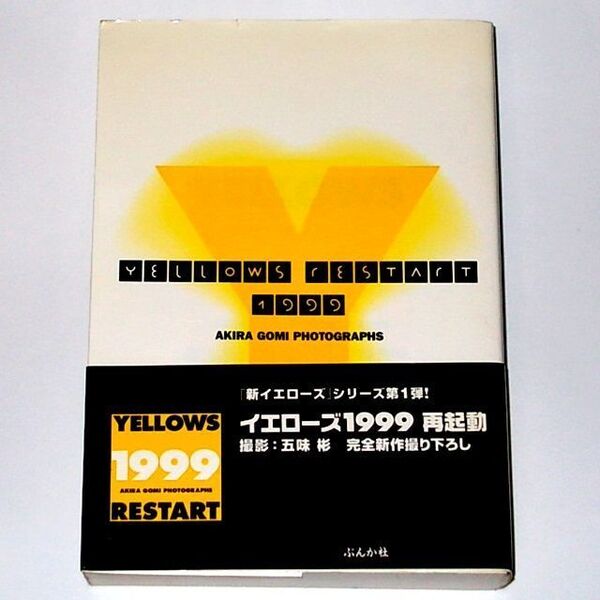 YELLOWS RESTART
1999
AKIRA GOMI PHOTOGRAPHS
「新イエローズ」シリーズ第1弾!
イエローズ1999 再起動
撮影:五味 彬 完全新作撮り下ろし
YELLOWS
1999
AKIRA GOMI PHOTOGRAPHS
RESTART
ぶんか社